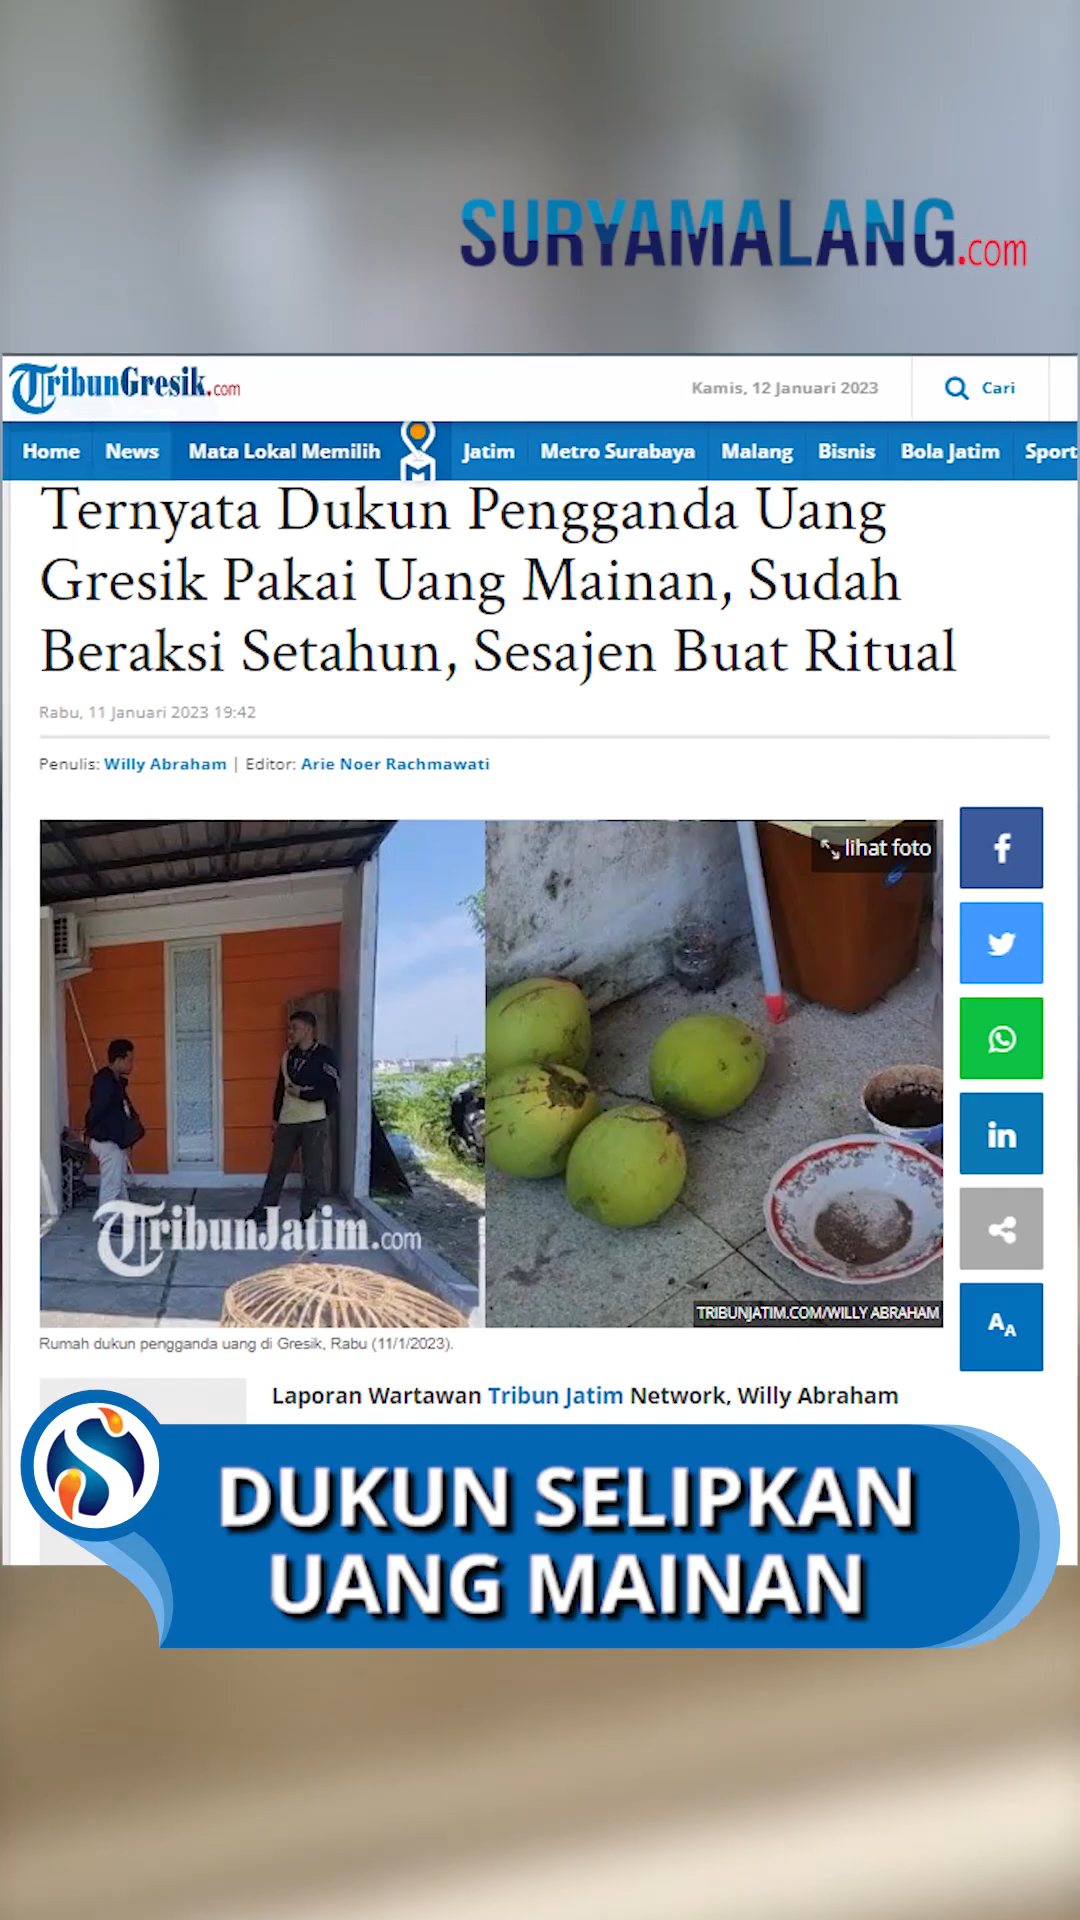 SURYAMALANG.com
TribunGresik.com
Kamis, 12 Januari 2023
Cari
Home News Mata Lokal Memilih Jatim Metro Surabaya Malang Bisnis Bola Jatim Sport
Ternyata Dukun Pengganda Uang
Gresik Pakai Uang Mainan, Sudah
Beraksi Setahun, Sesajen Buat Ritual
Rabu, 11 Januari 2023 19:42
Penulis: Willy Abraham | Editor: Arie Noer Rachmawati
lihat foto
TribunJatim.com
TRIBUNJATIM.COM/WILLY ABRAHAM
Rumah dukun pengganda uang di Gresik, Rabu (11/1/2023).
Laporan Wartawan Tribun Jatim Network, Willy Abraham
DUKUN SELIPKAN
UANG MAINAN